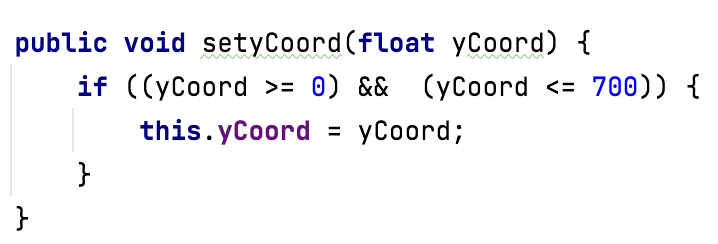 public void setyCoord(float yCoord) {
    if ((yCoord >= 0) &&  (yCoord <= 700)) {
        this.yCoord = yCoord;
    }
}